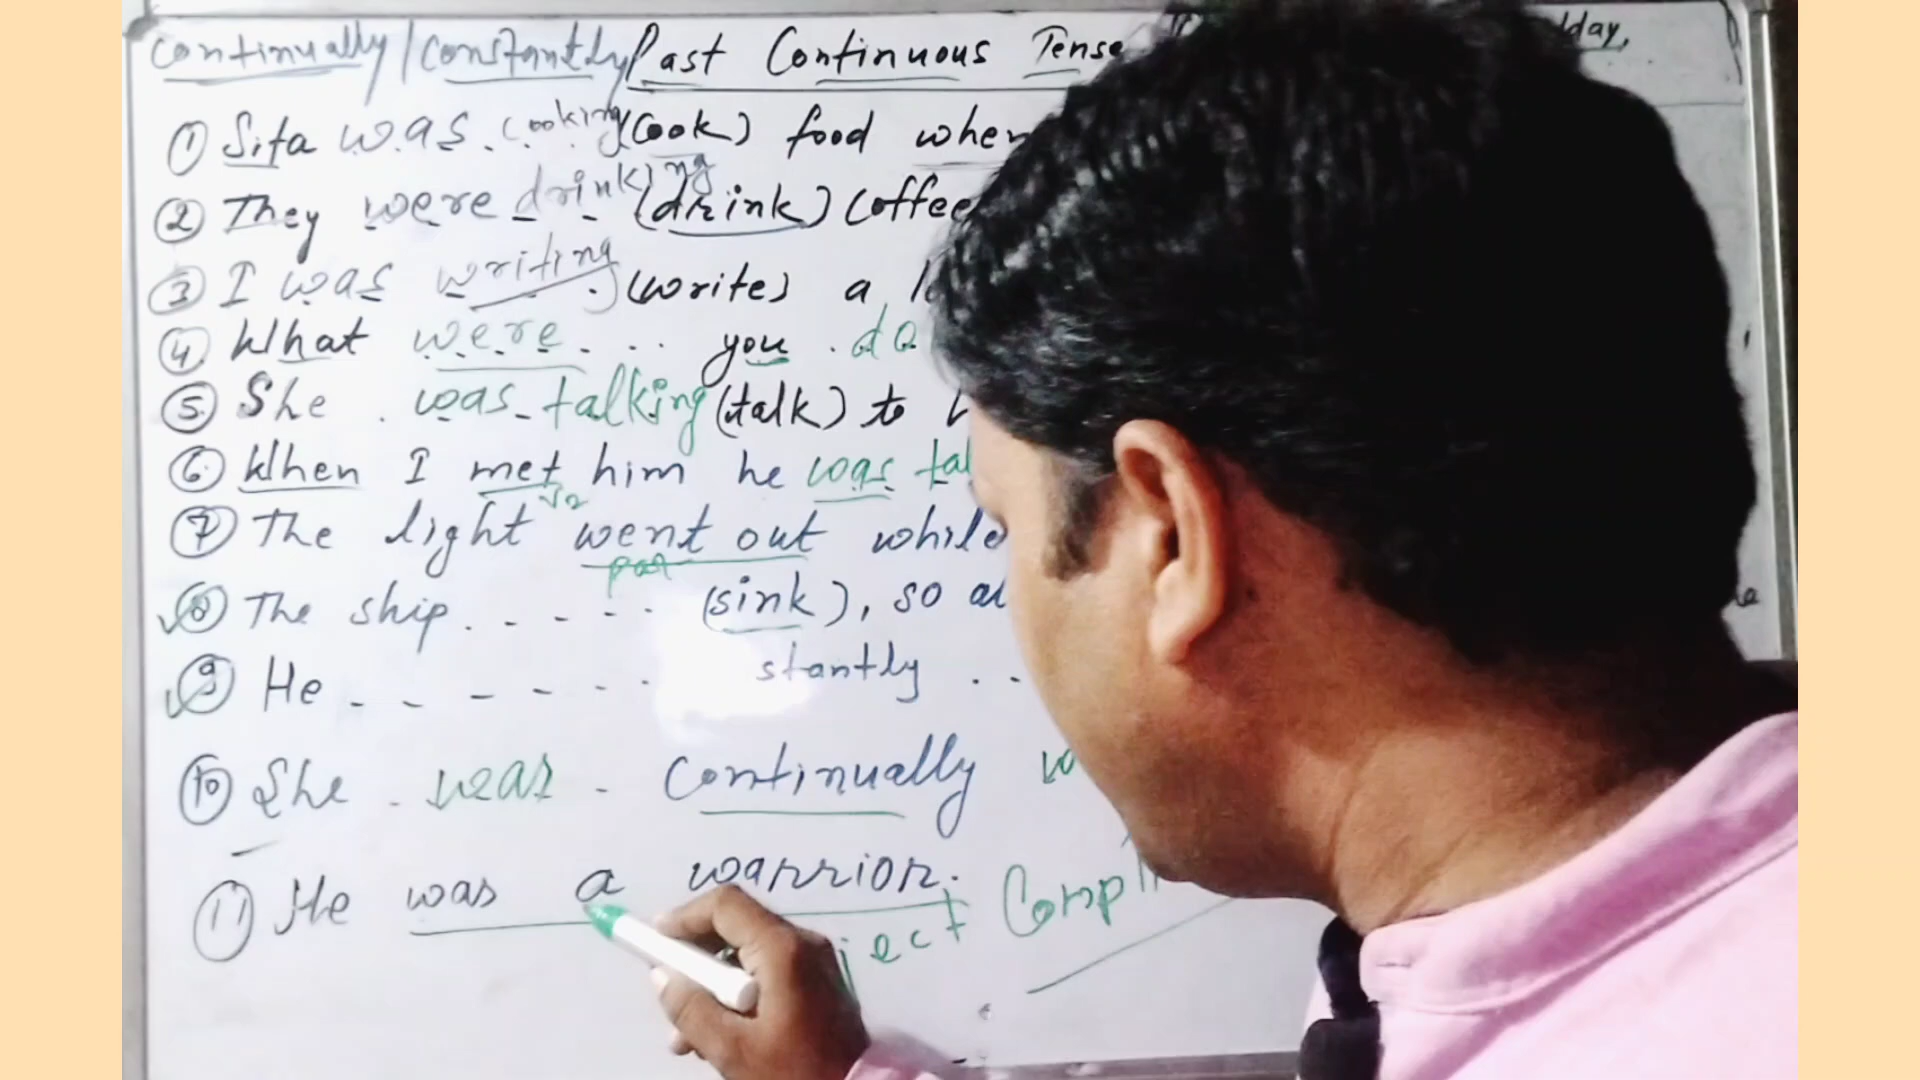 Continually/Constantly Past Continuous Tense day,
① Sita was cooking (cook) food when
② They were drinking (drink) coffee
③ I was writing (write) a
④ What were ... you .
⑤ She . was talking (talk) to
⑥ When I met him he was tal
V2
⑦ The light went out while
⑧ The ship . - - - - . (sink), so
⑨ He . - - - - . stantly . .
⑩ She . was . continually
⑪ He was a warrior.
ject Comp